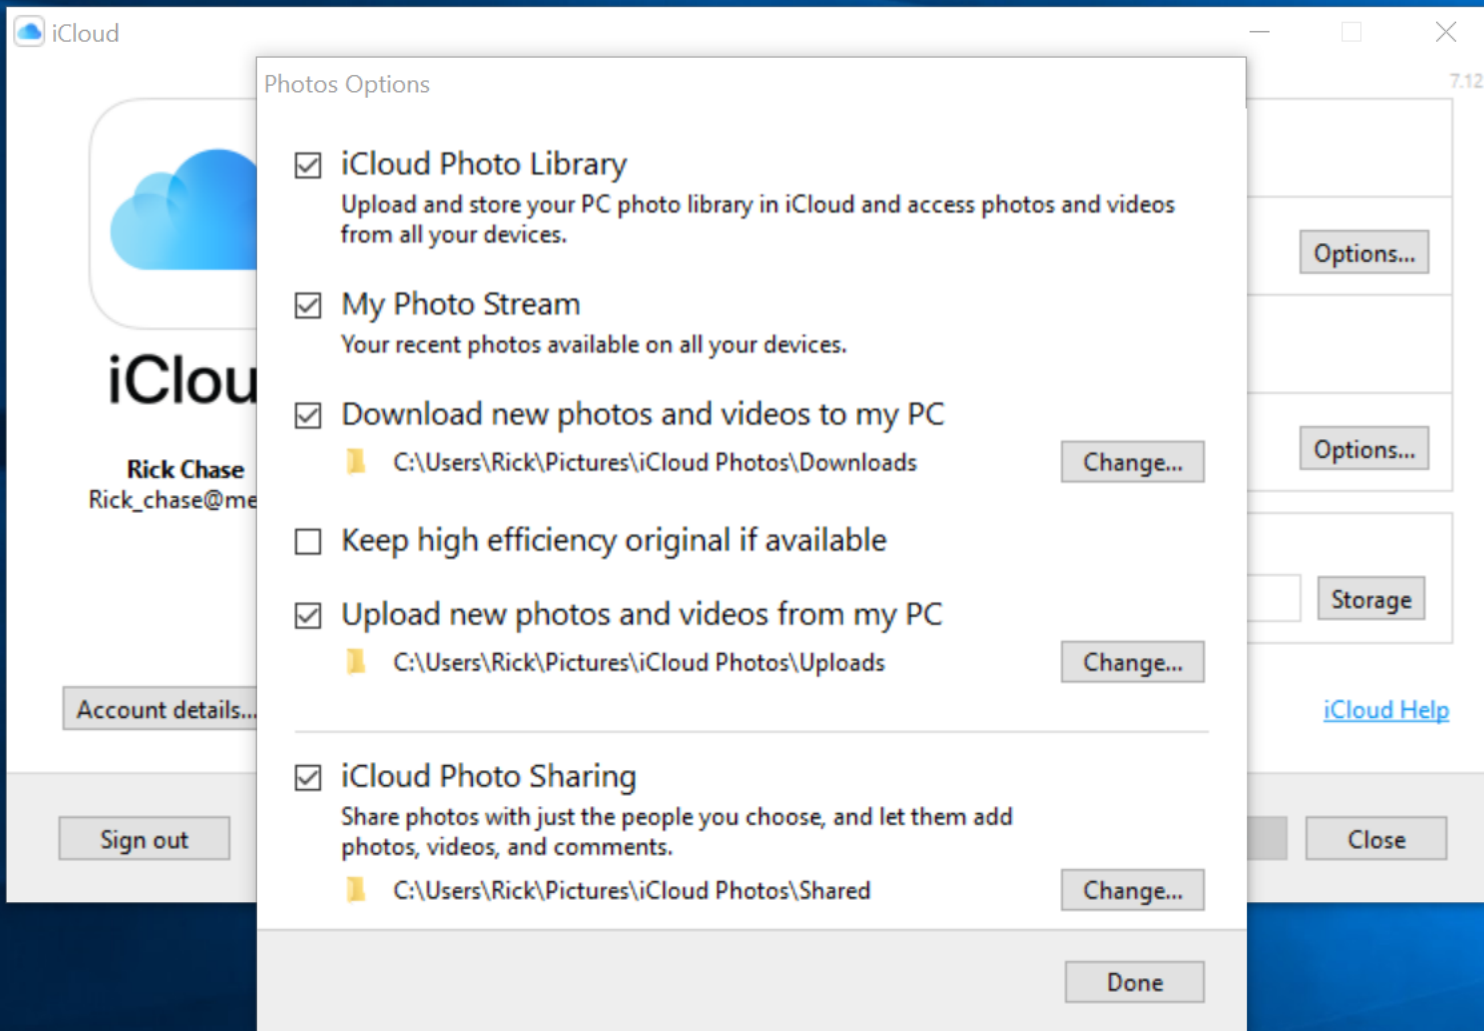 iCloud
7.12
Photos Options
iCloud Photo Library
Upload and store your PC photo library in iCloud and access photos and videos
from all your devices.
Options...
My Photo Stream
Your recent photos available on all your devices.
iClou
Download new photos and videos to my PC
Options...
Rick Chase
C:\Users\Rick\Pictures\iCloud Photos\Downloads
Change...
Rick_chase@me
Keep high efficiency original if available
Storage
Upload new photos and videos from my PC
C:\Users\Rick\Pictures\iCloud Photos\Uploads
Change...
Account details...
iCloud Help
iCloud Photo Sharing
Share photos with just the people you choose, and let them add
photos, videos, and comments.
Sign out
Close
C:\Users\Rick\Pictures\iCloud Photos\Shared
Change...
Done